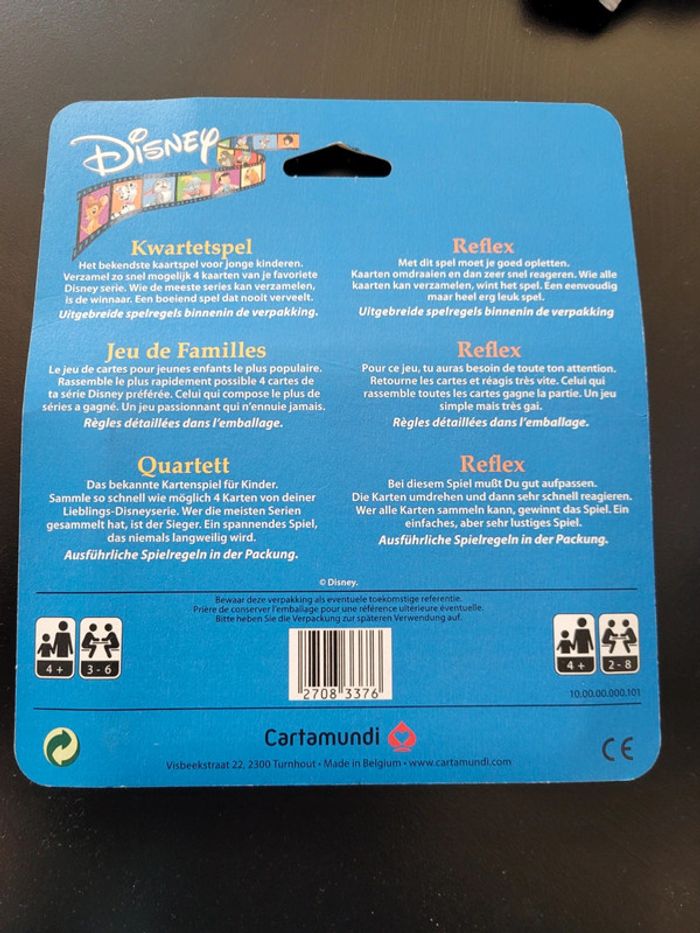 Disney
Kwartetspel
Het bekendste kaartspel voor jonge kinderen.
Verzamel zo snel mogelijk 4 kaarten van je favoriete
Disney serie. Wie de meeste series kan verzamelen,
is de winnaar. Een boeiend spel dat nooit verveelt.
Uitgebreide spelregels binnenin de verpakking.
Reflex
Met dit spel moet je goed opletten.
Kaarten omdraaien en dan zeer snel reageren. Wie alle
kaarten kan verzamelen, wint het spel. Een eenvoudig
maar heel erg leuk spel.
Uitgebreide spelregels binnenin de verpakking
Jeu de Familles
Le jeu de cartes pour jeunes enfants le plus populaire.
Rassemble le plus rapidement possible 4 cartes de
ta série Disney préférée. Celui qui compose le plus de
séries a gagné. Un jeu passionnant qui n'ennuie jamais.
Règles détaillées dans l'emballage.
Reflex
Pour ce jeu, tu auras besoin de toute ton attention.
Retourne les cartes et réagis très vite. Celui qui
rassemble toutes les cartes gagne la partie. Un jeu
simple mais très gai.
Règles détaillées dans l'emballage.
Quartett
Das bekannte Kartenspiel für Kinder.
Sammle so schnell wie möglich 4 Karten von deiner
Lieblings-Disneyserie. Wer die meisten Serien
gesammelt hat, ist der Sieger. Ein spannendes Spiel,
das niemals langweilig wird.
Ausführliche Spielregeln in der Packung.
Reflex
Bei diesem Spiel mußt Du gut aufpassen.
Die Karten umdrehen und dann sehr schnell reagieren.
Wer alle Karten sammeln kann, gewinnt das Spiel. Ein
einfaches, aber sehr lustiges Spiel.
Ausführliche Spielregeln in der Packung.
© Disney.
Bewaar deze verpakking als eventuele toekomstige referentie.
Prière de conserver l'emballage pour une référence ultérieure éventuelle.
Bitte heben Sie die Verpackung zur späteren Verwendung auf.
4 +
3 - 6
2708 3376
4 +
2 - 8
10.00.00.000.101
Cartamundi
Visbeekstraat 22, 2300 Turnhout • Made in Belgium • www.cartamundi.com
CE